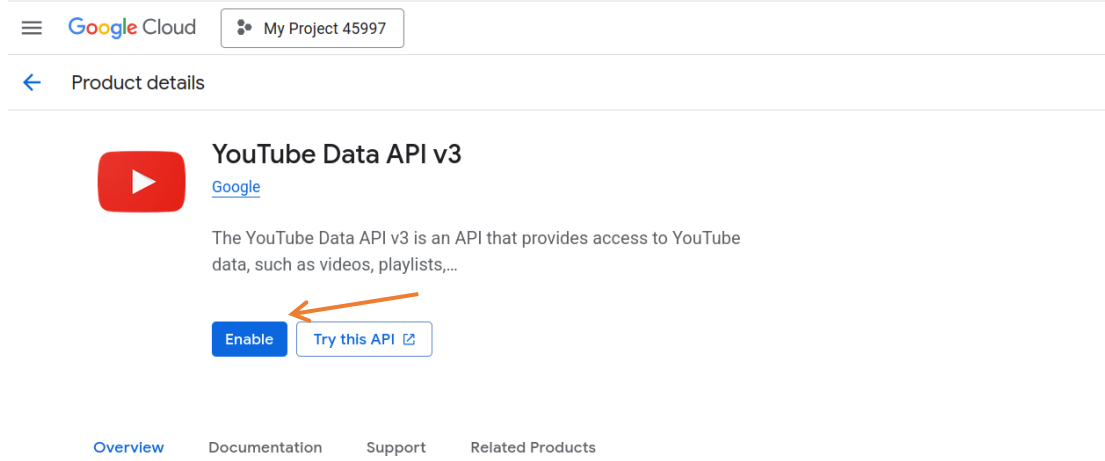 Google Cloud My Project 45997
Product details
YouTube Data API v3
Google
The YouTube Data API v3 is an API that provides access to YouTube
data, such as videos, playlists,...
Enable Try this API
Overview Documentation Support Related Products